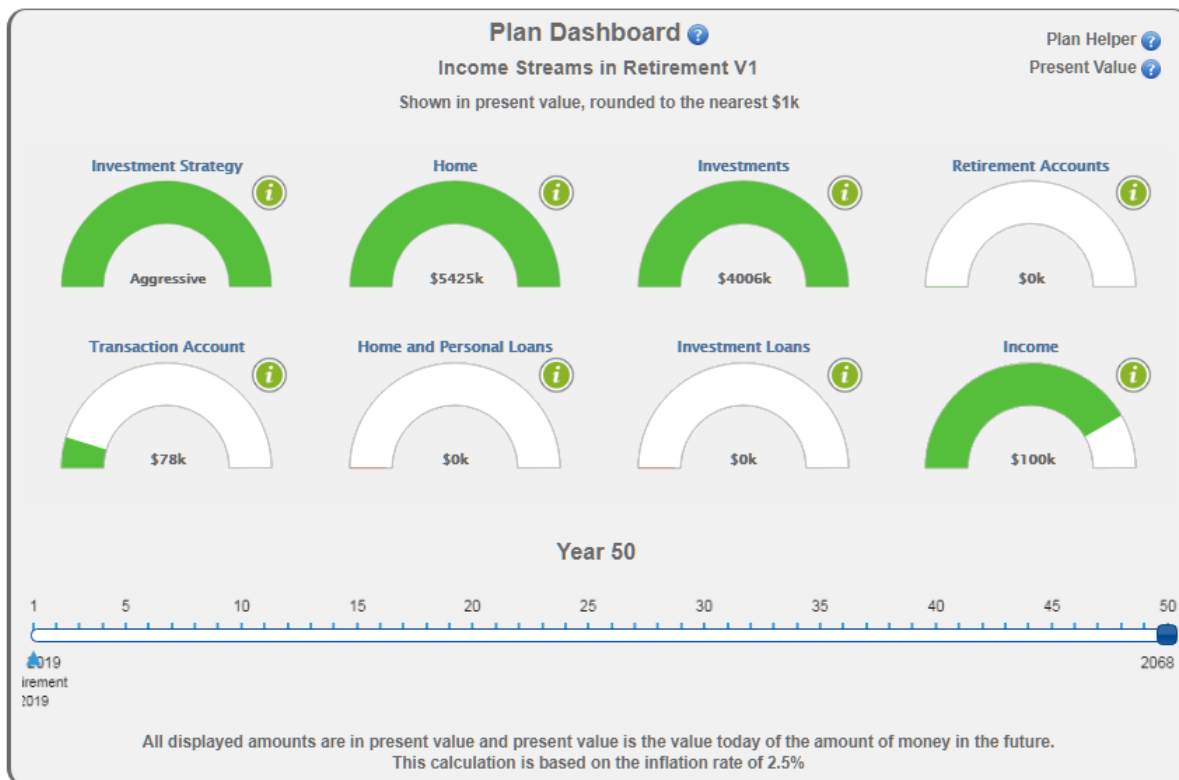 Plan Dashboard ?
Plan Helper ?
Income Streams in Retirement V1
Present Value ?
Shown in present value, rounded to the nearest $1k
Investment Strategy
Home
Investments
Retirement Accounts
i
i
i
i
Aggressive
$5425k
$4006k
$0k
Transaction Account
Home and Personal Loans
Investment Loans
Income
i
i
i
i
$78k
$0k
$0k
$100k
Year 50
1 5 10 15 20 25 30 35 40 45 50
2019
2068
irement
2019
All displayed amounts are in present value and present value is the value today of the amount of money in the future.
This calculation is based on the inflation rate of 2.5%